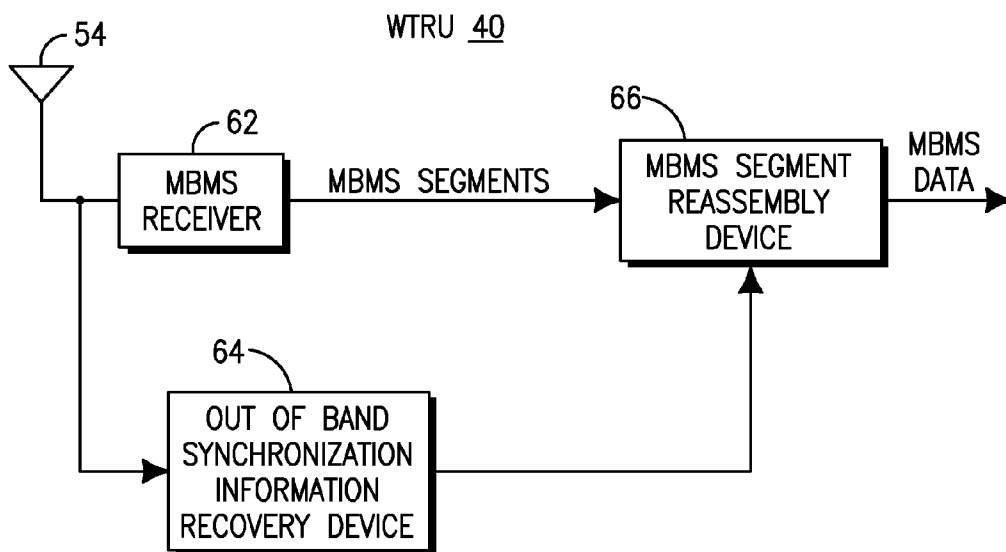 WTRU 40
54
62
MBMS
RECEIVER
MBMS SEGMENTS
66
MBMS SEGMENT
REASSEMBLY
DEVICE
MBMS
DATA
64
OUT OF BAND
SYNCHRONIZATION
INFORMATION
RECOVERY DEVICE